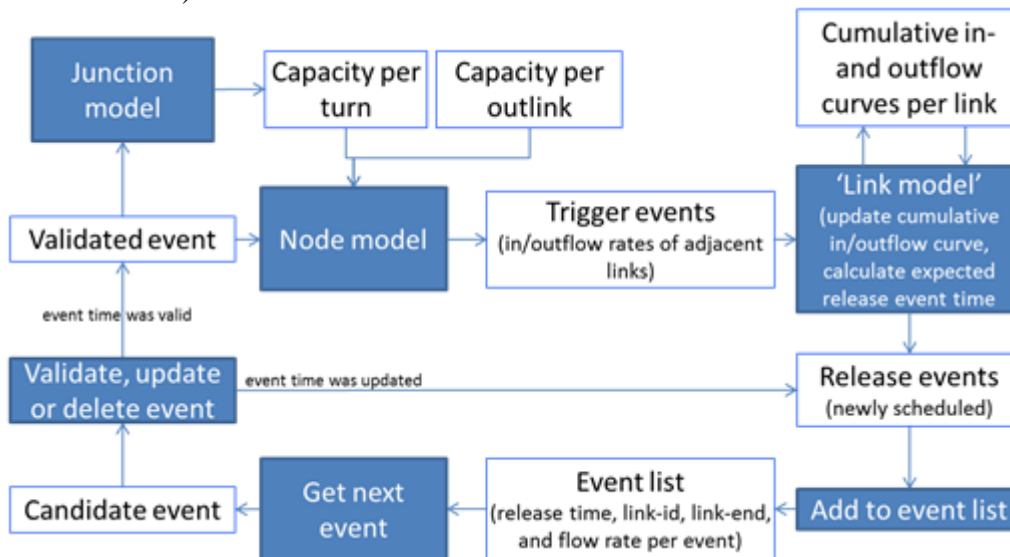 Junction
model
Capacity per
turn
Capacity per
outlink
Cumulative in-
and outflow
curves per link
Validated event
Node model
Trigger events
(in/outflow rates of adjacent
links)
‘Link model’
(update cumulative
in/outflow curve,
calculate expected
release event time
event time was valid
Validate, update
or delete event
event time was updated
Release events
(newly scheduled)
Candidate event
Get next
event
Event list
(release time, link-id, link-end,
and flow rate per event)
Add to event list